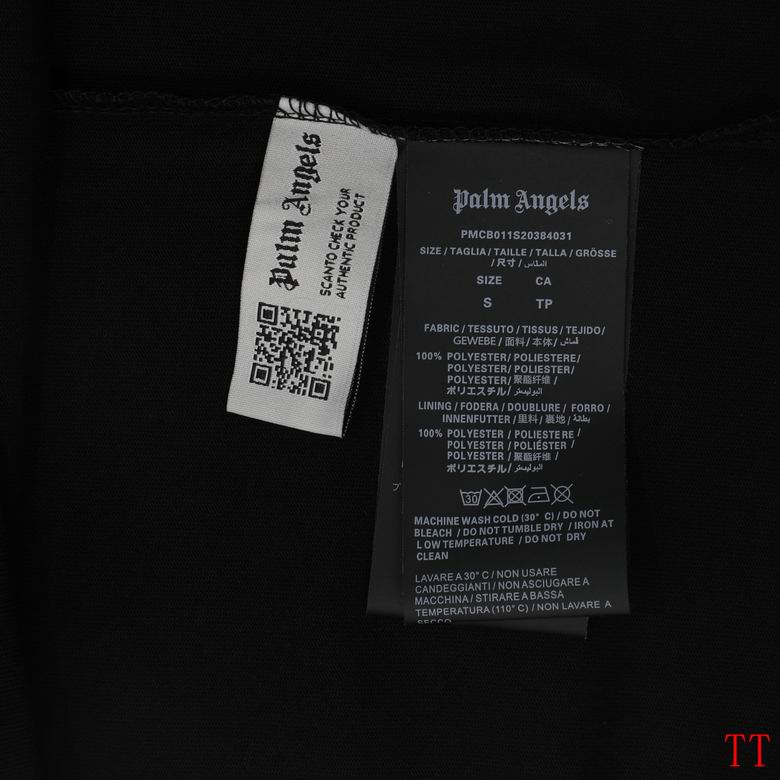 Palm Angels
SCANTO CHECK YOUR
AUTHENTIC PRODUCT
Palm Angels
PMCB011S20384031
SIZE / TAGLIA / TAILLE / TALLA / GRÖSSE
/ 尺寸 / المقاس
SIZE CA
S TP
FABRIC / TESSUTO / TISSUS / TEJIDO/
GEWEBE / 面料 / 本体 / قماش
100% POLYESTER/ POLIESTERE/
POLYESTER/ POLIESTER/
POLYESTER/ 聚酯纤维 /
ポリエステル/ البوليستر
LINING / FODERA / DOUBLURE / FORRO /
INNENFUTTER / 里料 / 裏地 / بطانة
100% POLYESTER / POLIESTERE /
POLYESTER / POLIÉSTER /
POLYESTER / 聚酯纤维 /
ポリエステル/ البوليستر
30
MACHINE WASH COLD (30° C) / DO NOT
BLEACH / DO NOT TUMBLE DRY / IRON AT
LOW TEMPERATURE / DO NOT DRY
CLEAN
LAVARE A 30° C / NON USARE
CANDEGGIANTI / NON ASCIUGARE A
MACCHINA / STIRARE A BASSA
TEMPERATURA (110° C) / NON LAVARE A
SECCO
TT